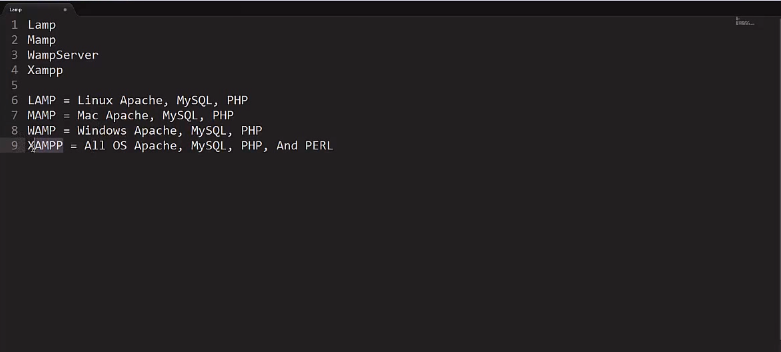 Lamp
1 Lamp
2 Mamp
3 WampServer
4 Xampp
5
6 LAMP = Linux Apache, MySQL, PHP
7 MAMP = Mac Apache, MySQL, PHP
8 WAMP = Windows Apache, MySQL, PHP
9 XAMPP = All OS Apache, MySQL, PHP, And PERL